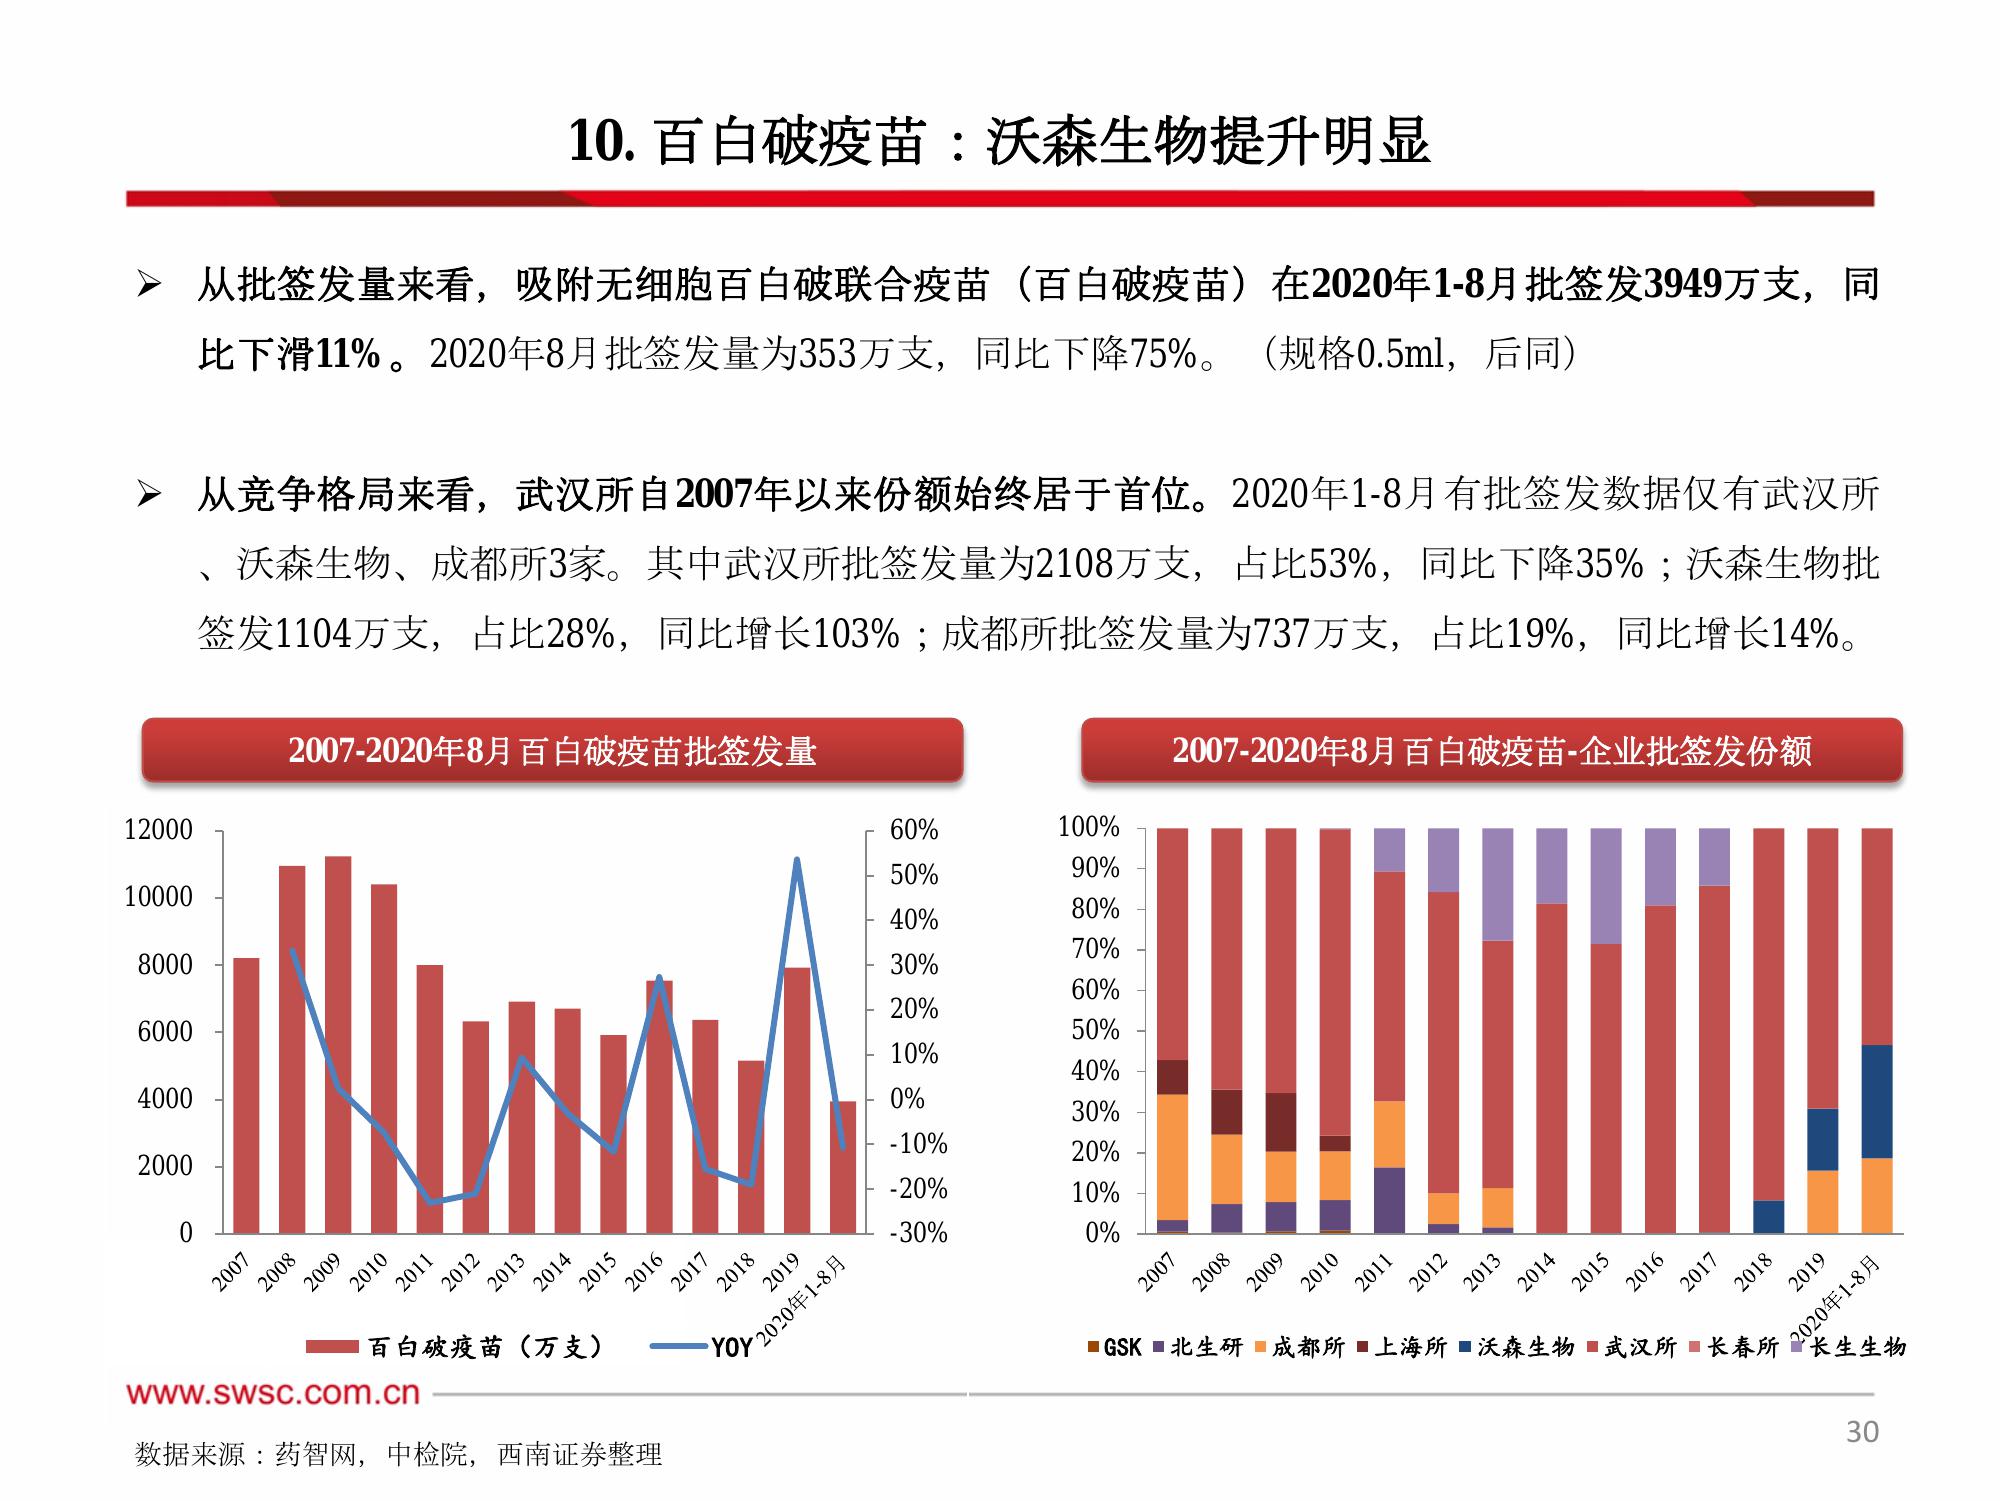 10. 百白破疫苗：沃森生物提升明显
➢ 从批签发量来看，吸附无细胞百白破联合疫苗（百白破疫苗）在2020年1-8月批签发3949万支，同
比下滑11%。2020年8月批签发量为353万支，同比下降75%。（规格0.5ml，后同）
➢ 从竞争格局来看，武汉所自2007年以来份额始终居于首位。2020年1-8月有批签发数据仅有武汉所
、沃森生物、成都所3家。其中武汉所批签发量为2108万支，占比53%，同比下降35%；沃森生物批
签发1104万支，占比28%，同比增长103%；成都所批签发量为737万支，占比19%，同比增长14%。
2007-2020年8月百白破疫苗批签发量
12000
10000
8000
6000
4000
2000
0
60%
50%
40%
30%
20%
10%
0%
-10%
-20%
-30%
2007 2008 2009 2010 2011 2012 2013 2014 2015 2016 2017 2018 2019 2020年1-8月
百白破疫苗（万支） YOY
2007-2020年8月百白破疫苗-企业批签发份额
100%
90%
80%
70%
60%
50%
40%
30%
20%
10%
0%
2007 2008 2009 2010 2011 2012 2013 2014 2015 2016 2017 2018 2019 2020年1-8月
GSK 北生研 成都所 上海所 沃森生物 武汉所 长春所 长生生物
www.swsc.com.cn
30
数据来源：药智网，中检院，西南证券整理